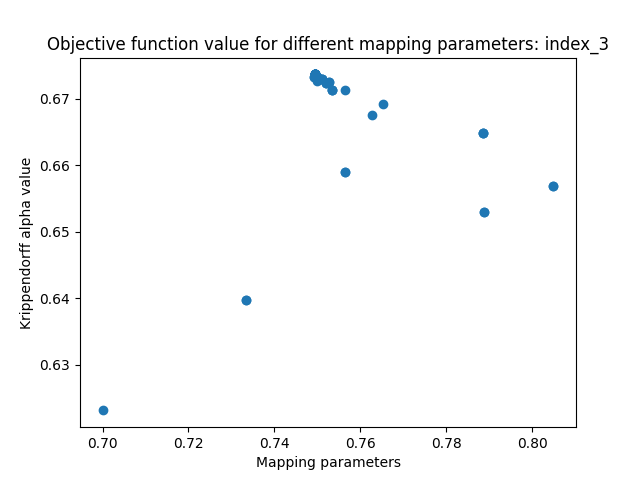 Objective function value for different mapping parameters: index_3
Krippendorff alpha value
0.67
0.66
0.65
0.64
0.63
0.70 0.72 0.74 0.76 0.78 0.80
Mapping parameters